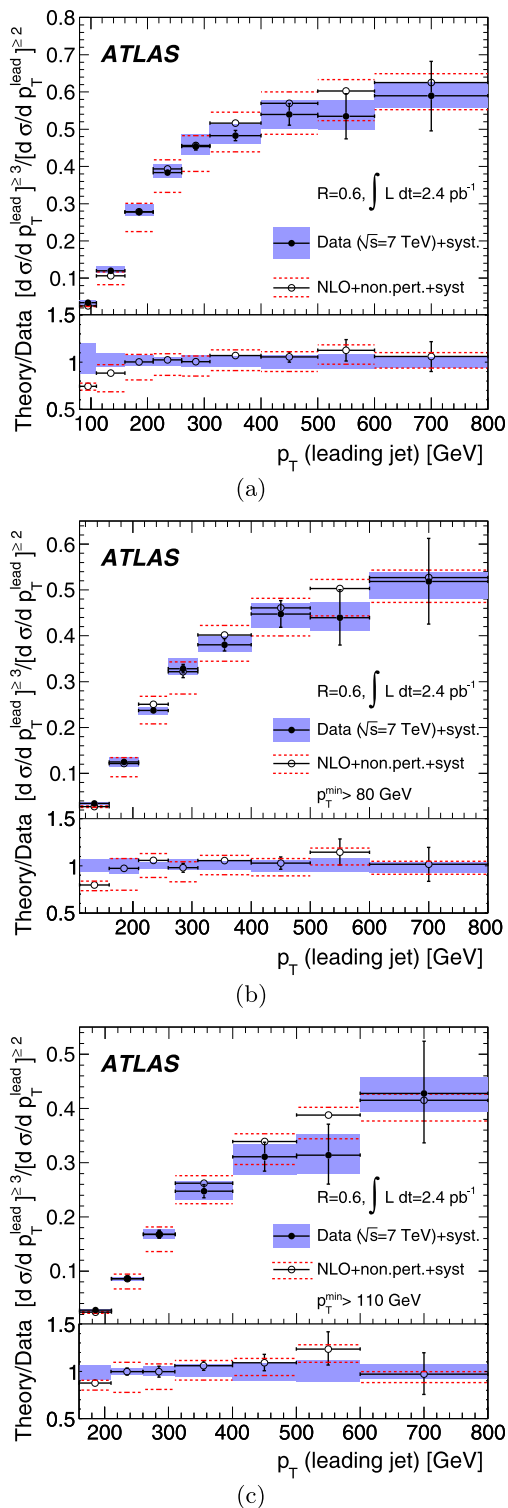 [d σ/d p_T^lead]^≥3/[d σ/d p_T^lead]^≥2
ATLAS
0.7
0.6
0.5
0.4
0.3
0.2
0.1
R=0.6, ∫ L dt=2.4 pb⁻¹
Data (√s=7 TeV)+syst.
NLO+non.pert.+syst
Theory/Data
1.5
1
0.5
100 200 300 400 500 600 700 800
p_T (leading jet) [GeV]
(a)
[d σ/d p_T^lead]^≥3/[d σ/d p_T^lead]^≥2
ATLAS
0.6
0.5
0.4
0.3
0.2
0.1
R=0.6, ∫ L dt=2.4 pb⁻¹
Data (√s=7 TeV)+syst.
NLO+non.pert.+syst
p_T^min> 80 GeV
Theory/Data
1.5
1
0.5
200 300 400 500 600 700 800
p_T (leading jet) [GeV]
(b)
[d σ/d p_T^lead]^≥3/[d σ/d p_T^lead]^≥2
ATLAS
0.5
0.4
0.3
0.2
0.1
R=0.6, ∫ L dt=2.4 pb⁻¹
Data (√s=7 TeV)+syst.
NLO+non.pert.+syst
p_T^min> 110 GeV
Theory/Data
1.5
1
0.5
200 300 400 500 600 700 800
p_T (leading jet) [GeV]
(c)